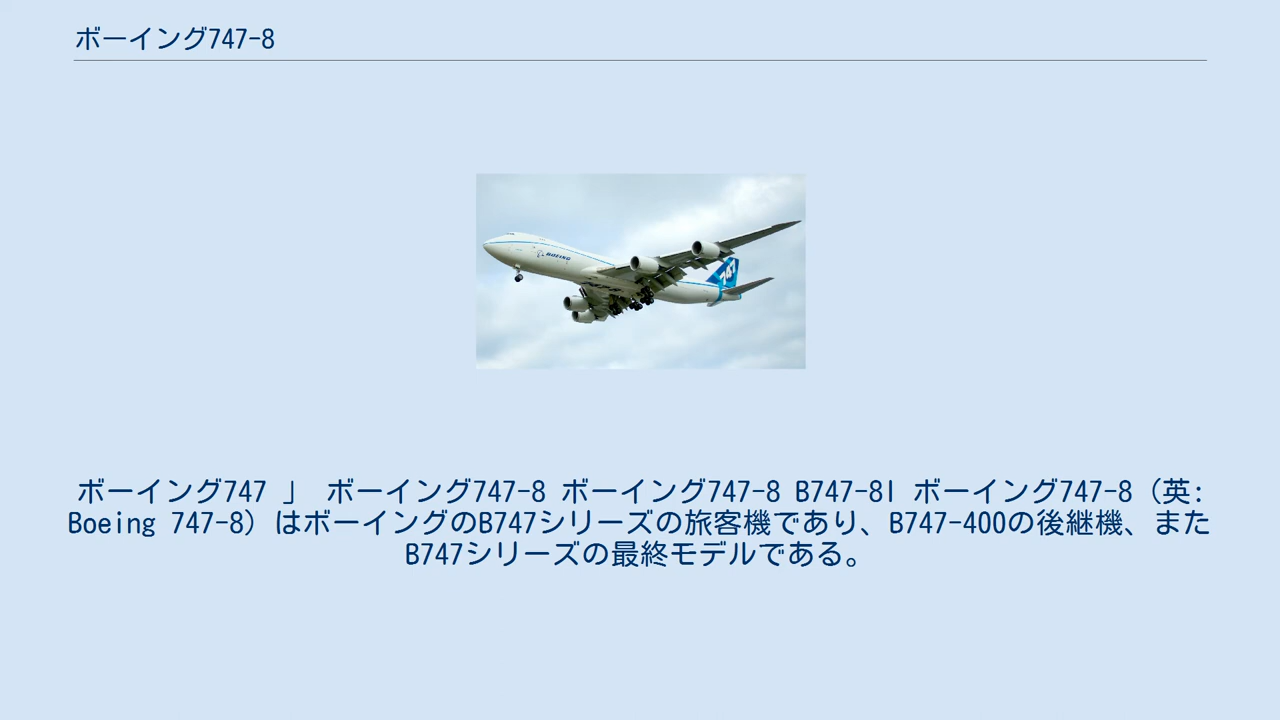 ボーイング747-8
BOEING
747
ボーイング747 」 ボーイング747-8 ボーイング747-8 B747-8I ボーイング747-8（英:
Boeing 747-8）はボーイングのB747シリーズの旅客機であり、B747-400の後継機、また
B747シリーズの最終モデルである。